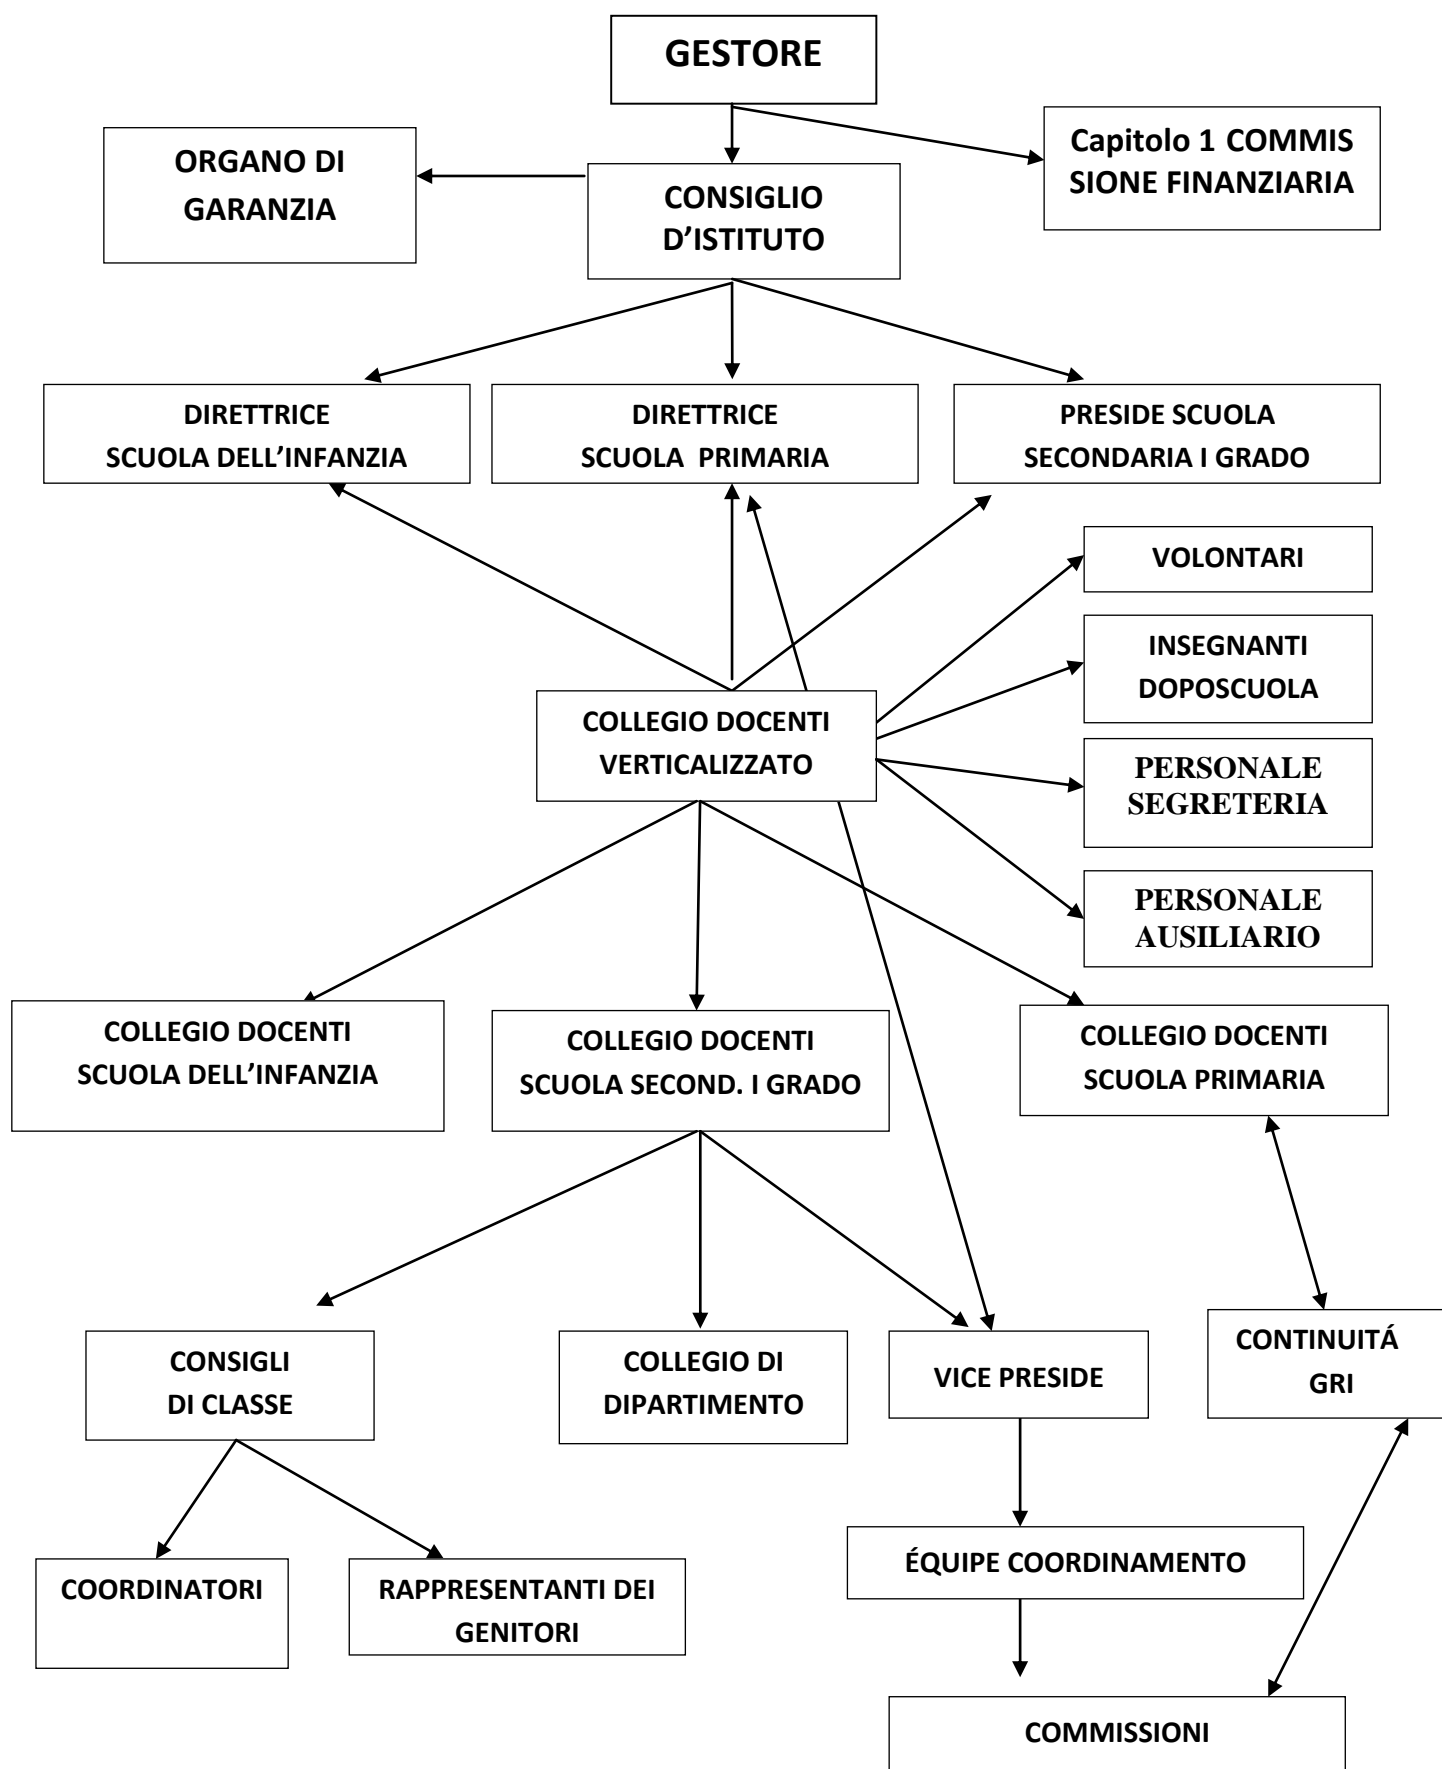 GESTORE
ORGANO DI
GARANZIA
CONSIGLIO
D’ISTITUTO
Capitolo 1 COMMIS
SIONE FINANZIARIA
DIRETTRICE
SCUOLA DELL’INFANZIA
DIRETTRICE
SCUOLA PRIMARIA
PRESIDE SCUOLA
SECONDARIA I GRADO
VOLONTARI
INSEGNANTI
DOPOSCUOLA
COLLEGIO DOCENTI
VERTICALIZZATO
PERSONALE
SEGRETERIA
PERSONALE
AUSILIARIO
COLLEGIO DOCENTI
SCUOLA DELL’INFANZIA
COLLEGIO DOCENTI
SCUOLA SECOND. I GRADO
COLLEGIO DOCENTI
SCUOLA PRIMARIA
CONSIGLI
DI CLASSE
COLLEGIO DI
DIPARTIMENTO
VICE PRESIDE
CONTINUITÁ
GRI
COORDINATORI
RAPPRESENTANTI DEI
GENITORI
ÉQUIPE COORDINAMENTO
COMMISSIONI